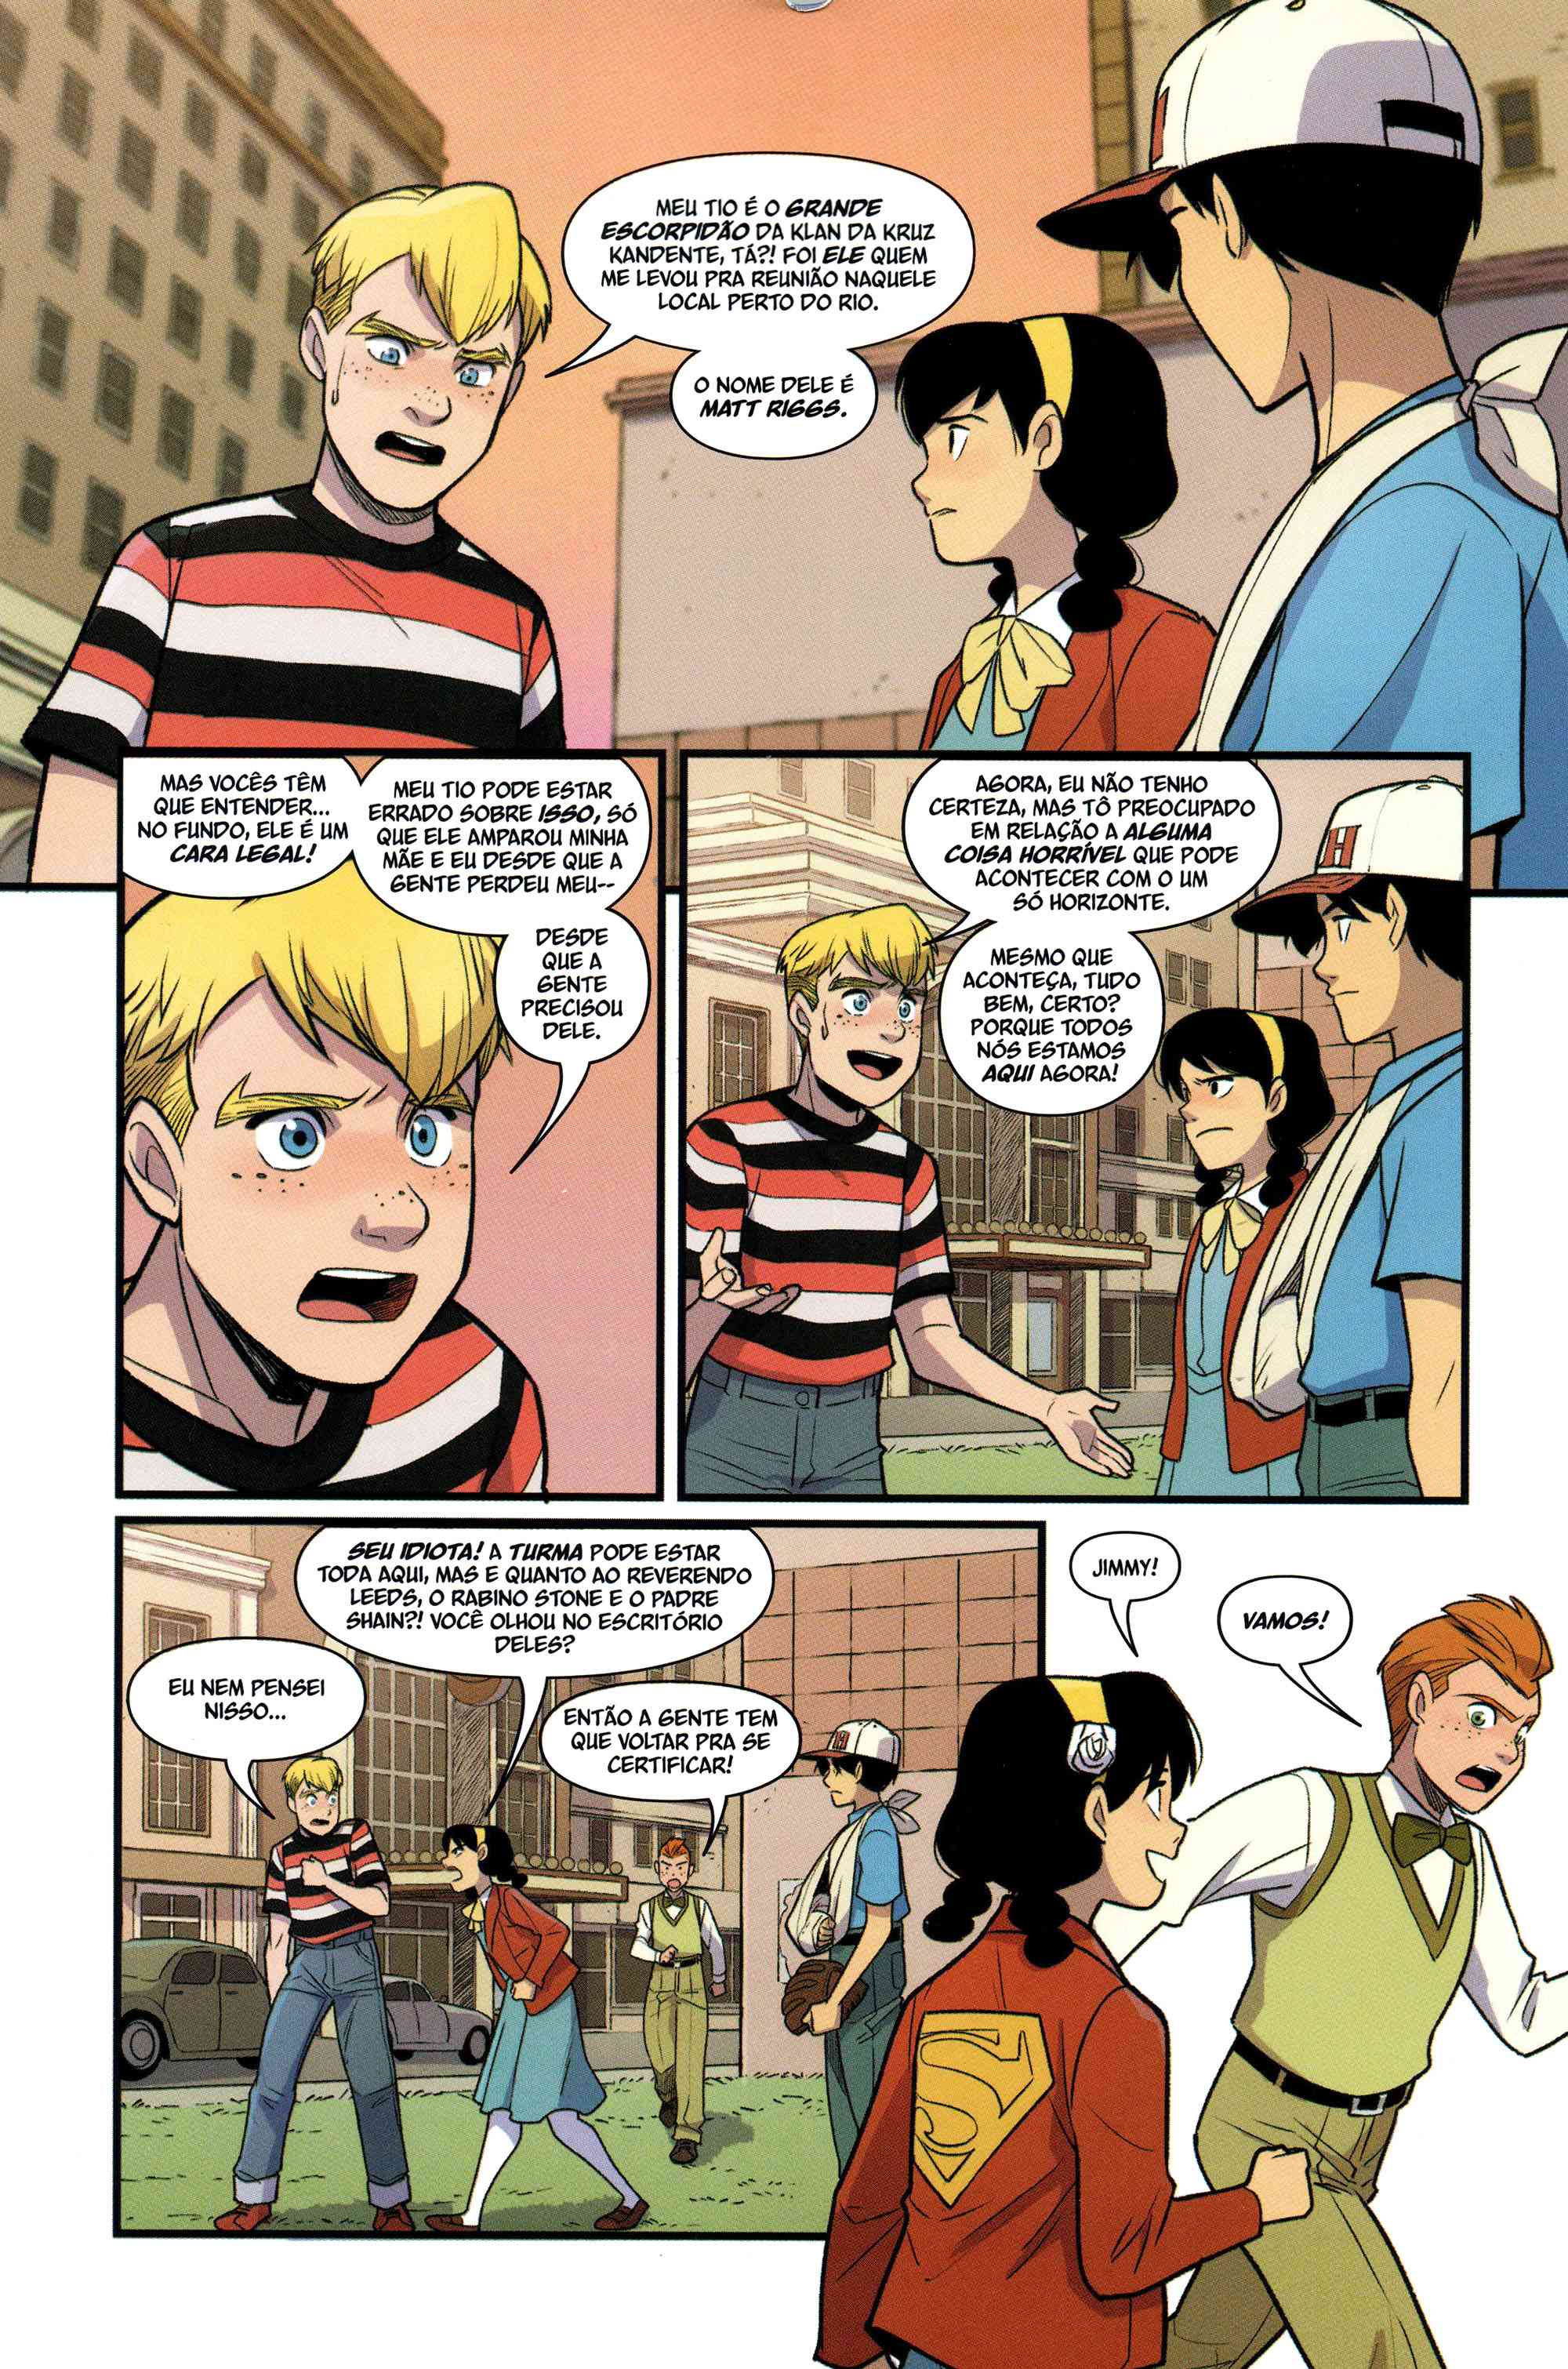 MEU TIO É O GRANDE
ESCORPIDÃO DA KLAN DA KRUZ
KANDENTE, TÁ?! FOI ELE QUEM
ME LEVOU PRA REUNIÃO NAQUELE
LOCAL PERTO DO RIO.
O NOME DELE É
MATT RIGGS.
MAS VOCÊS TÊM
QUE ENTENDER...
NO FUNDO, ELE É UM
CARA LEGAL!
MEU TIO PODE ESTAR
ERRADO SOBRE ISSO, SÓ
QUE ELE AMPAROU MINHA
MÃE E EU DESDE QUE A
GENTE PERDEU MEU--
DESDE
QUE A
GENTE
PRECISOU
DELE.
AGORA, EU NÃO TENHO
CERTEZA, MAS TÔ PREOCUPADO
EM RELAÇÃO A ALGUMA
COISA HORRÍVEL QUE PODE
ACONTECER COM O UM
SÓ HORIZONTE.
MESMO QUE
ACONTEÇA, TUDO
BEM, CERTO?
PORQUE TODOS
NÓS ESTAMOS
AQUI AGORA!
H
SEU IDIOTA! A TURMA PODE ESTAR
TODA AQUI, MAS E QUANTO AO REVERENDO
LEEDS, O RABINO STONE E O PADRE
SHAIN?! VOCÊ OLHOU NO ESCRITÓRIO
DELES?
EU NEM PENSEI
NISSO...
ENTÃO A GENTE TEM
QUE VOLTAR PRA SE
CERTIFICAR!
H
JIMMY!
VAMOS!
S